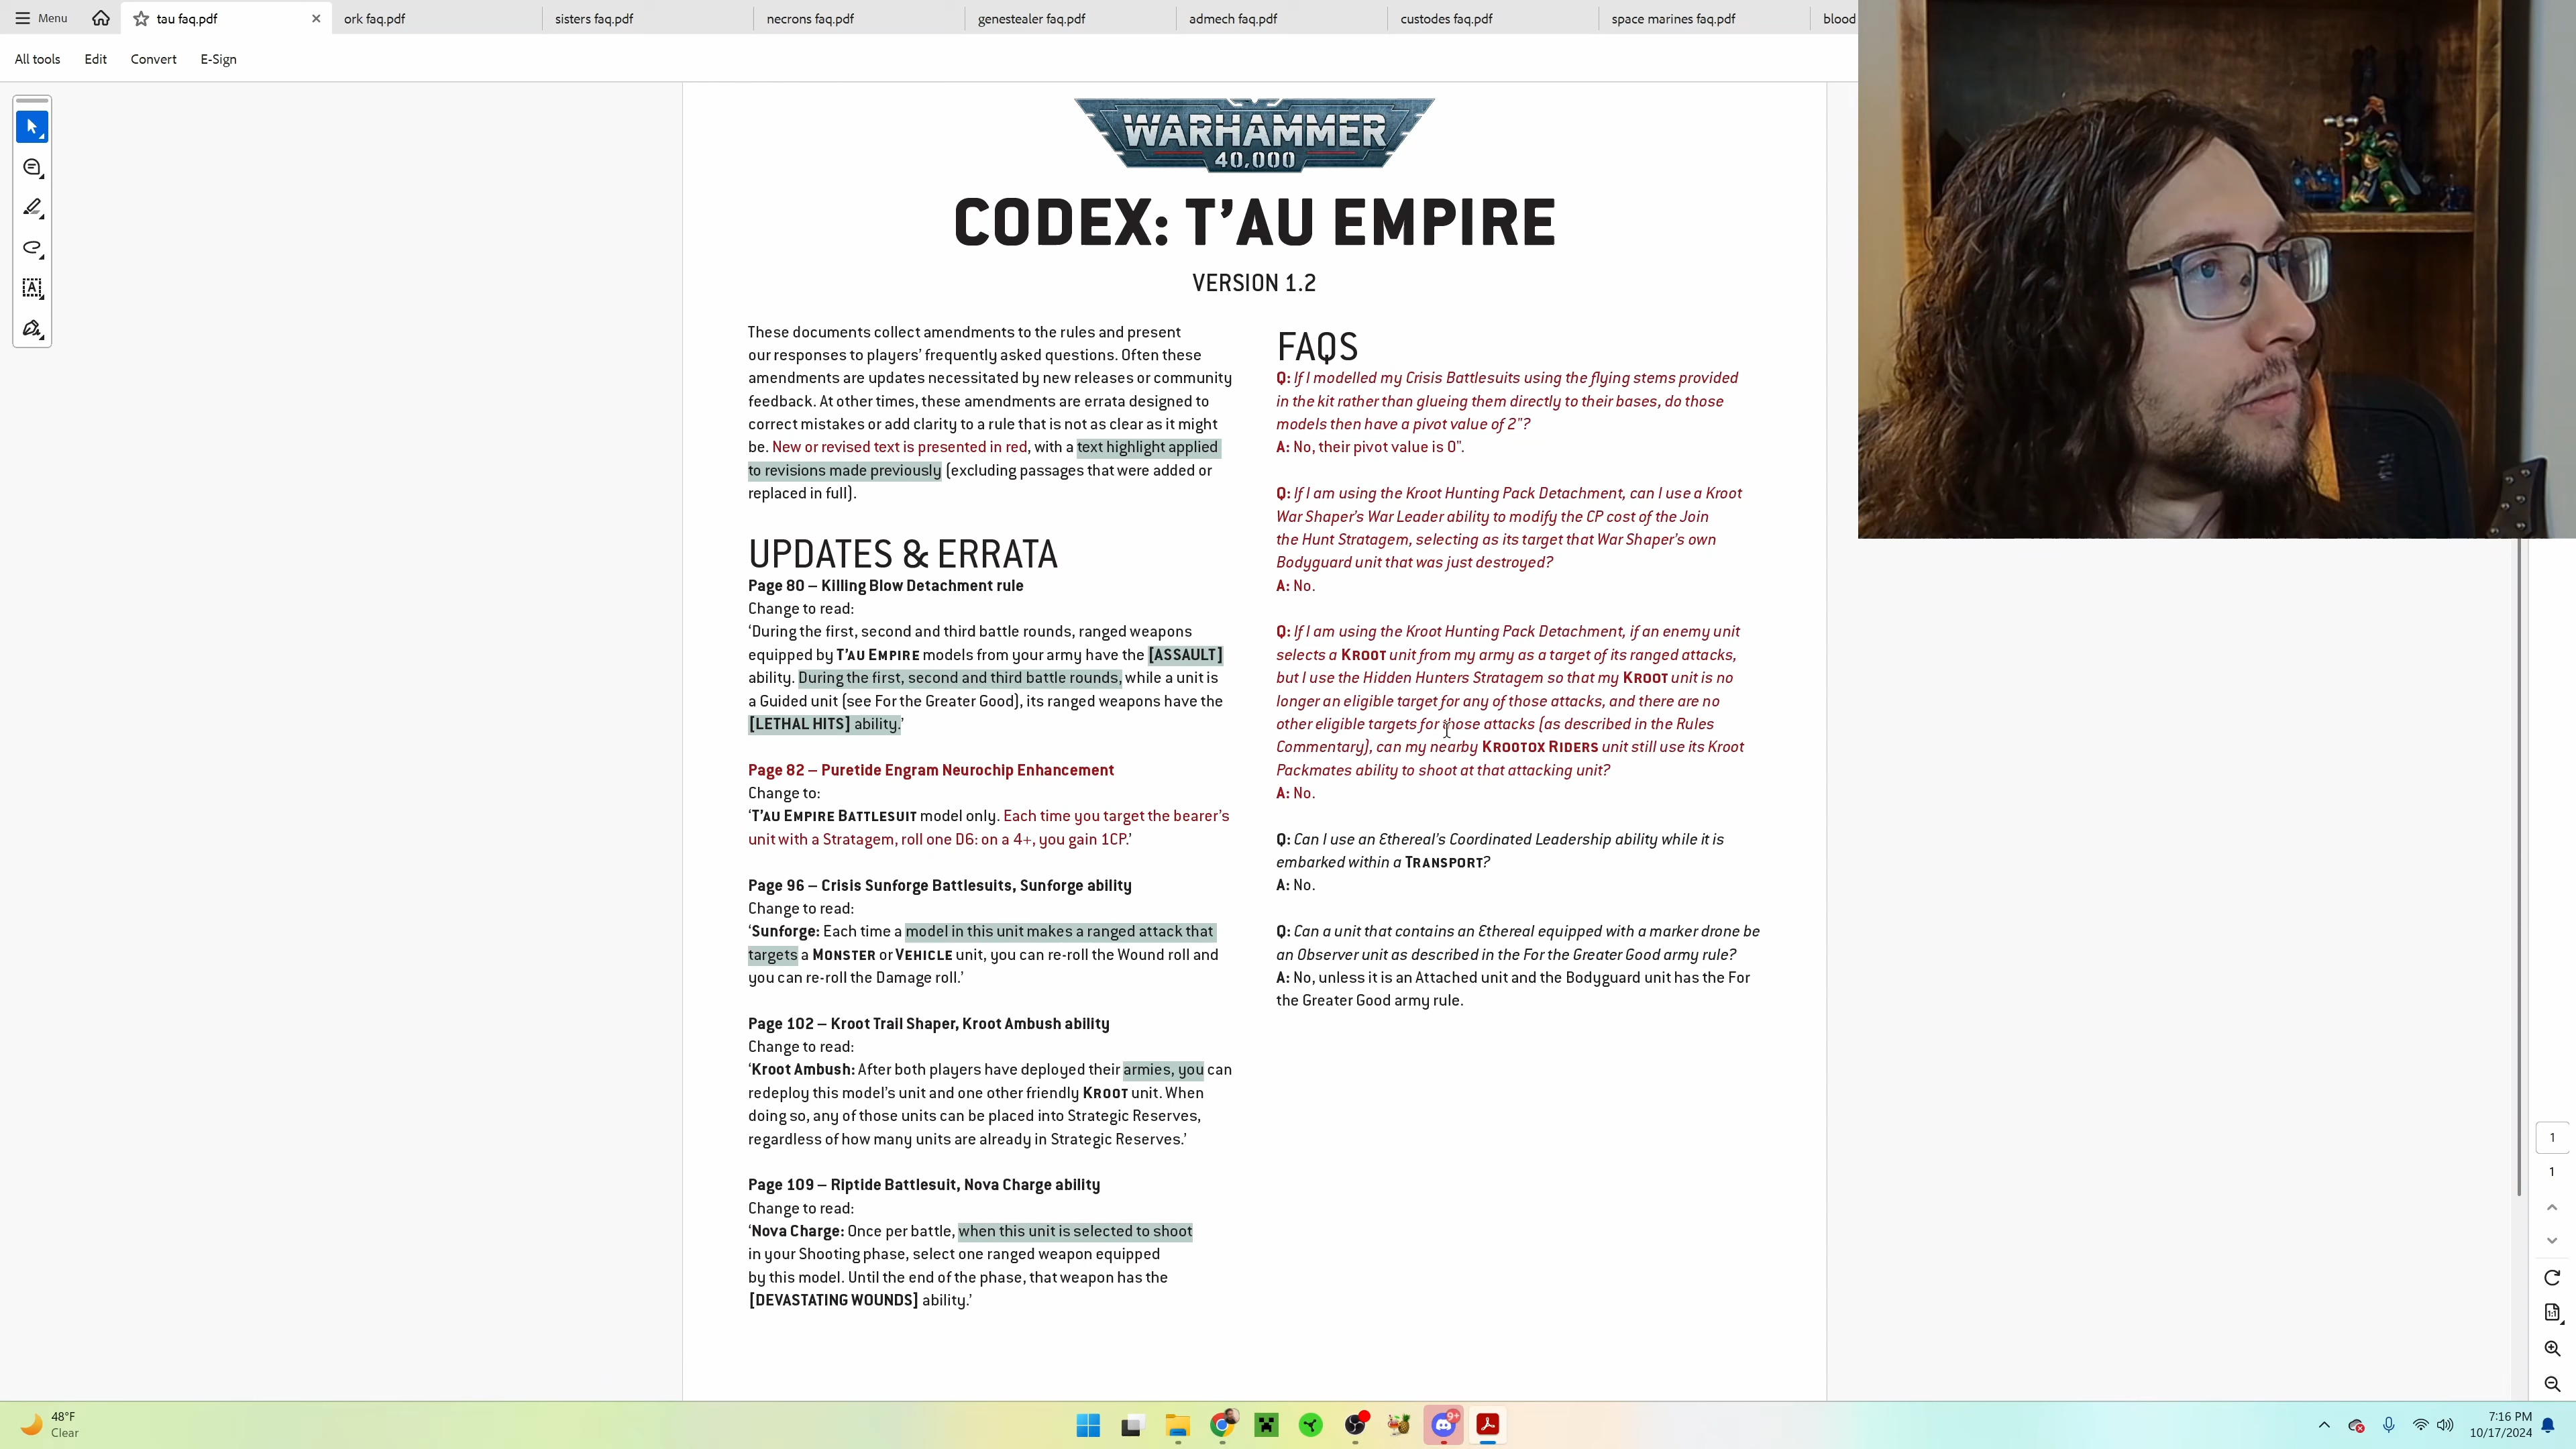 Menu
tau faq.pdf
ork faq.pdf
sisters faq.pdf
necrons faq.pdf
genestealer faq.pdf
admech faq.pdf
custodes faq.pdf
space marines faq.pdf
blood
All tools
Edit
Convert
E-Sign
WARHAMMER
40,000
CODEX: T'AU EMPIRE
VERSION 1.2
These documents collect amendments to the rules and present
our responses to players' frequently asked questions. Often these
amendments are updates necessitated by new releases or community
feedback. At other times, these amendments are errata designed to
correct mistakes or add clarity to a rule that is not as clear as it might
be. New or revised text is presented in red, with a text highlight applied
to revisions made previously (excluding passages that were added or
replaced in full).
UPDATES & ERRATA
Page 80 – Killing Blow Detachment rule
Change to read:
'During the first, second and third battle rounds, ranged weapons
equipped by T'AU EMPIRE models from your army have the [ASSAULT]
ability. During the first, second and third battle rounds, while a unit is
a Guided unit (see For the Greater Good), its ranged weapons have the
[LETHAL HITS] ability.'
Page 82 – Puretide Engram Neurochip Enhancement
Change to:
'T'AU EMPIRE BATTLESUIT model only. Each time you target the bearer's
unit with a Stratagem, roll one D6: on a 4+, you gain 1CP.'
Page 96 – Crisis Sunforge Battlesuits, Sunforge ability
Change to read:
'Sunforge: Each time a model in this unit makes a ranged attack that
targets a MONSTER or VEHICLE unit, you can re-roll the Wound roll and
you can re-roll the Damage roll.'
Page 102 – Kroot Trail Shaper, Kroot Ambush ability
Change to read:
'Kroot Ambush: After both players have deployed their armies, you can
redeploy this model's unit and one other friendly KROOT unit. When
doing so, any of those units can be placed into Strategic Reserves,
regardless of how many units are already in Strategic Reserves.'
Page 109 – Riptide Battlesuit, Nova Charge ability
Change to read:
'Nova Charge: Once per battle, when this unit is selected to shoot
in your Shooting phase, select one ranged weapon equipped
by this model. Until the end of the phase, that weapon has the
[DEVASTATING WOUNDS] ability.'
FAQS
Q: If I modelled my Crisis Battlesuits using the flying stems provided
in the kit rather than glueing them directly to their bases, do those
models then have a pivot value of 2"?
A: No, their pivot value is 0".
Q: If I am using the Kroot Hunting Pack Detachment, can I use a Kroot
War Shaper's War Leader ability to modify the CP cost of the Join
the Hunt Stratagem, selecting as its target that War Shaper's own
Bodyguard unit that was just destroyed?
A: No.
Q: If I am using the Kroot Hunting Pack Detachment, if an enemy unit
selects a KROOT unit from my army as a target of its ranged attacks,
but I use the Hidden Hunters Stratagem so that my KROOT unit is no
longer an eligible target for any of those attacks, and there are no
other eligible targets for those attacks (as described in the Rules
Commentary), can my nearby KROOTOX RIDERS unit still use its Kroot
Packmates ability to shoot at that attacking unit?
A: No.
Q: Can I use an Ethereal's Coordinated Leadership ability while it is
embarked within a TRANSPORT?
A: No.
Q: Can a unit that contains an Ethereal equipped with a marker drone be
an Observer unit as described in the For the Greater Good army rule?
A: No, unless it is an Attached unit and the Bodyguard unit has the For
the Greater Good army rule.
1
1
48°F
Clear
9+
7:16 PM
10/17/2024